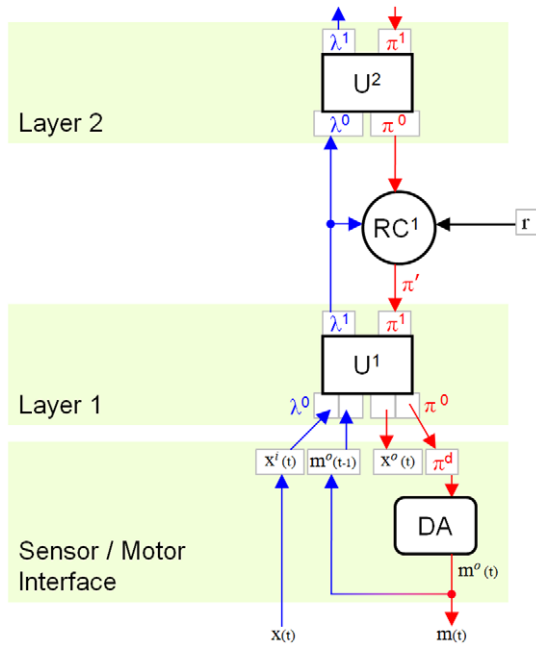 λ¹ π¹
U²
λ⁰ π⁰
Layer 2
RC¹
r
π′
λ¹ π¹
U¹
λ⁰ π⁰
Layer 1
xⁱ(t) mᵒ(t-1) xᵒ(t) πᵈ
DA
Sensor / Motor
Interface
mᵒ(t)
x(t) m(t)